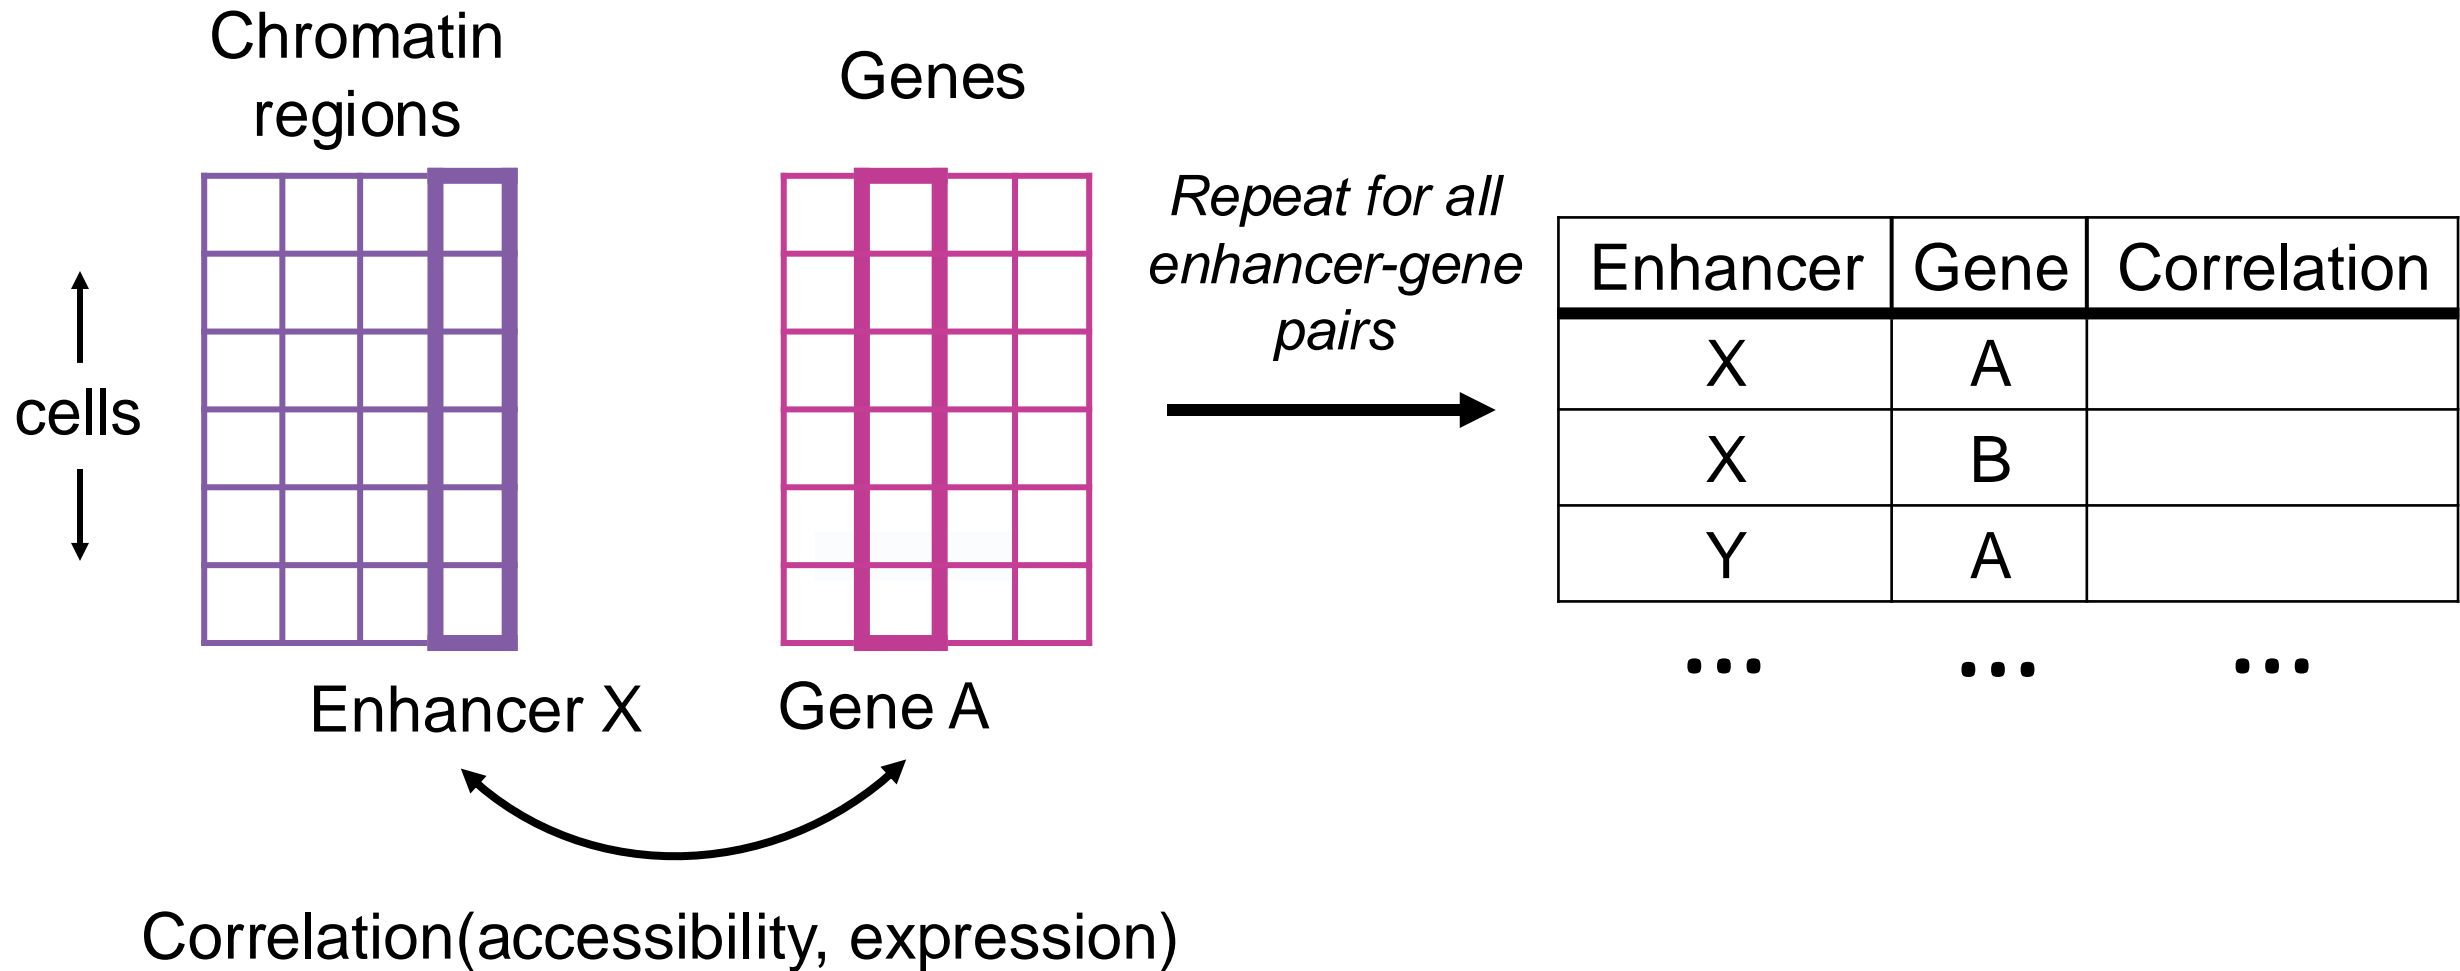 Chromatin
regions
Genes
cells
Enhancer X
Gene A
Correlation(accessibility, expression)
Repeat for all
enhancer-gene
pairs
Enhancer Gene Correlation
X A
X B
Y A
... ... ...